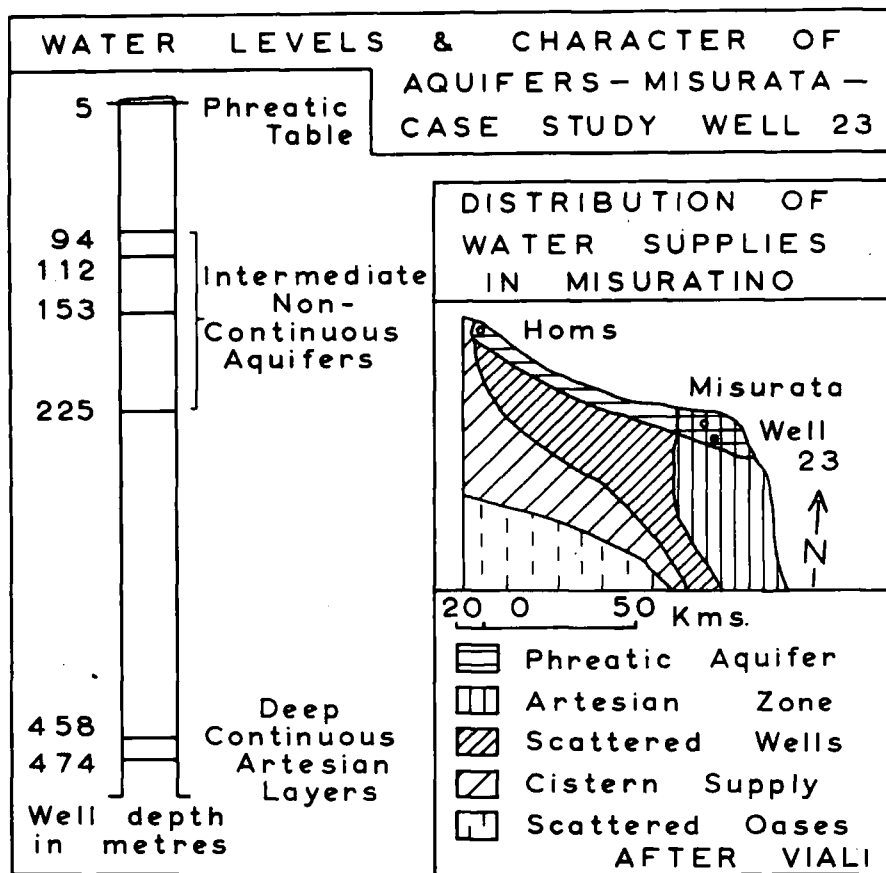 WATER LEVELS & CHARACTER OF
AQUIFERS-MISURATA-
CASE STUDY WELL 23
5
Phreatic
Table
94
112
153
225
Intermediate
Non-
Continuous
Aquifers
458
474
Deep
Continuous
Artesian
Layers
Well depth
in metres
DISTRIBUTION OF
WATER SUPPLIES
IN MISURATINO
Homs
Misurata
Well
23
N
20 0 50 Kms.
Phreatic Aquifer
Artesian Zone
Scattered Wells
Cistern Supply
Scattered Oases
AFTER VIALI